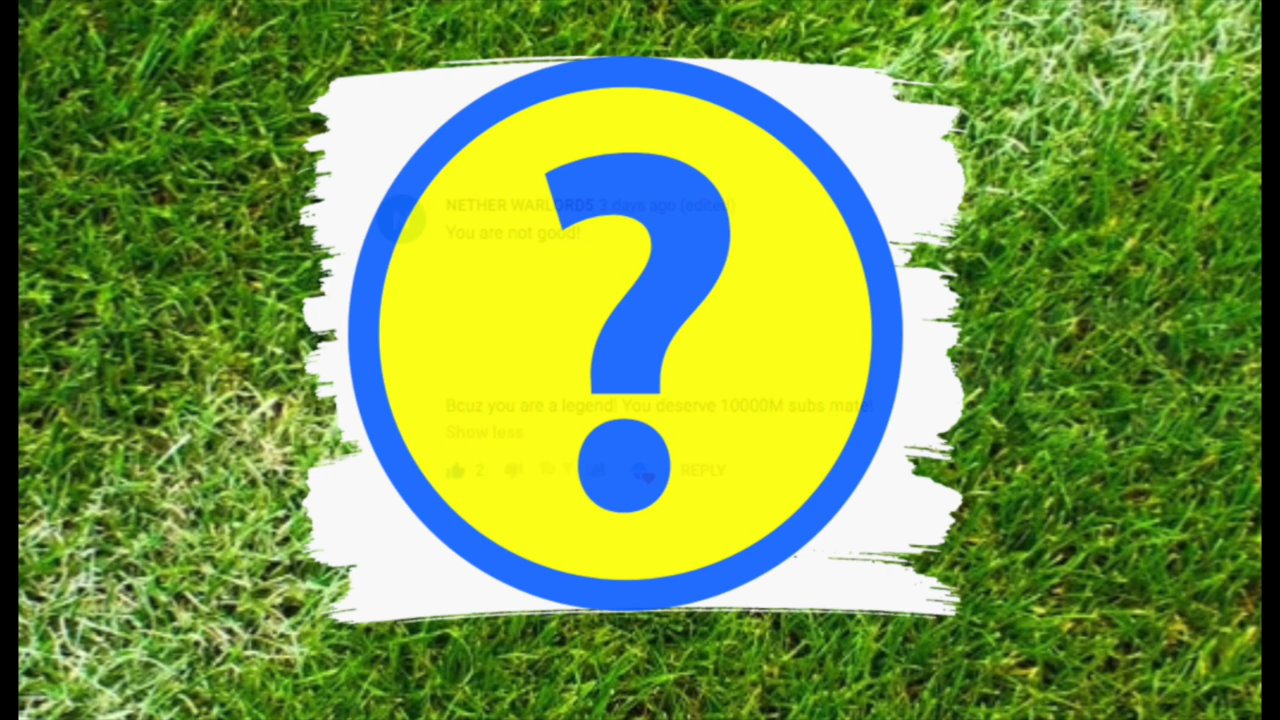 ?
NETHER WARLORDS 3 days ago (edited)
You are not good!
Bcuz you are a legend! You deserve 10000M subs mate!
Show less
2 REPLY